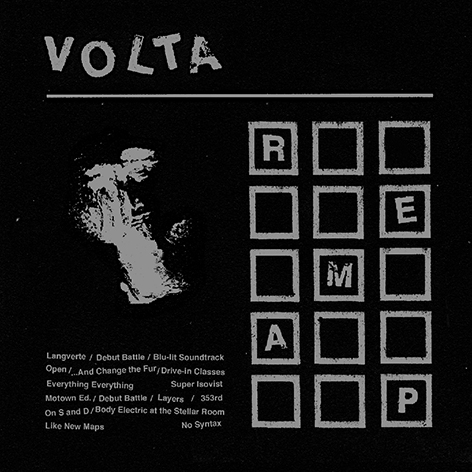 VOLTA
R
E
M
A
P
Langverte / Debut Battle / Blu-lit Soundtrack
Open / ...And Change the Fur / Drive-in Classes
Everything Everything Super Isovist
Motown Ed. / Debut Battle / Layers / 353rd
On S and D / Body Electric at the Stellar Room
Like New Maps No Syntax